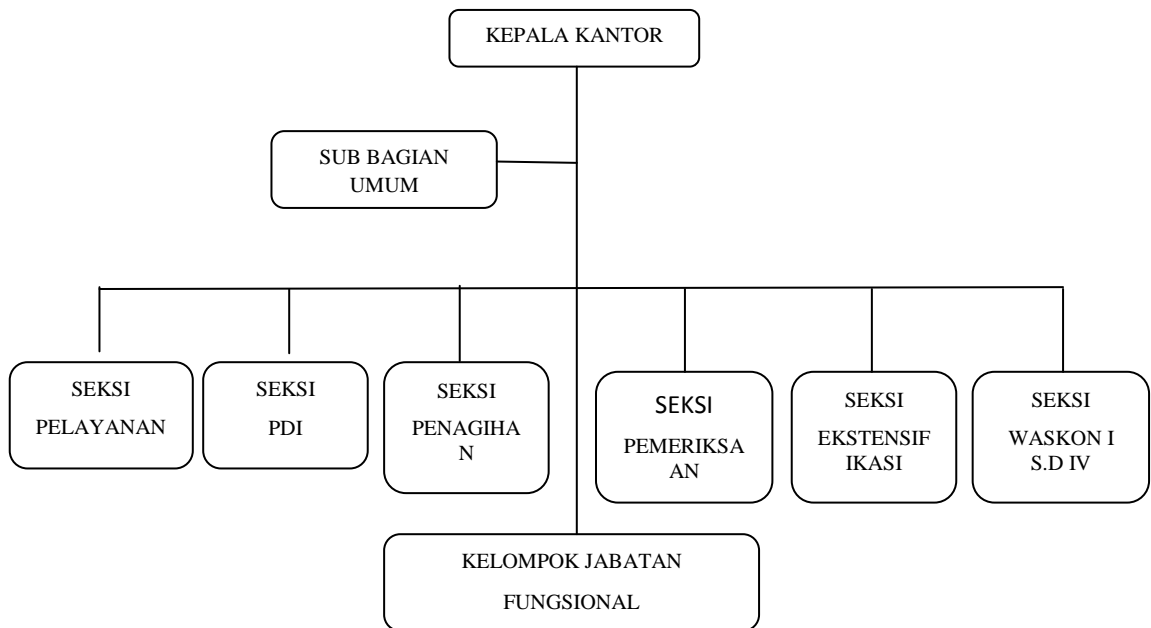 KEPALA KANTOR
SUB BAGIAN
UMUM
SEKSI
PELAYANAN
SEKSI
PDI
SEKSI
PENAGIHA
N
SEKSI
PEMERIKSA
AN
SEKSI
EKSTENSIF
IKASI
SEKSI
WASKON I
S.D IV
KELOMPOK JABATAN
FUNGSIONAL